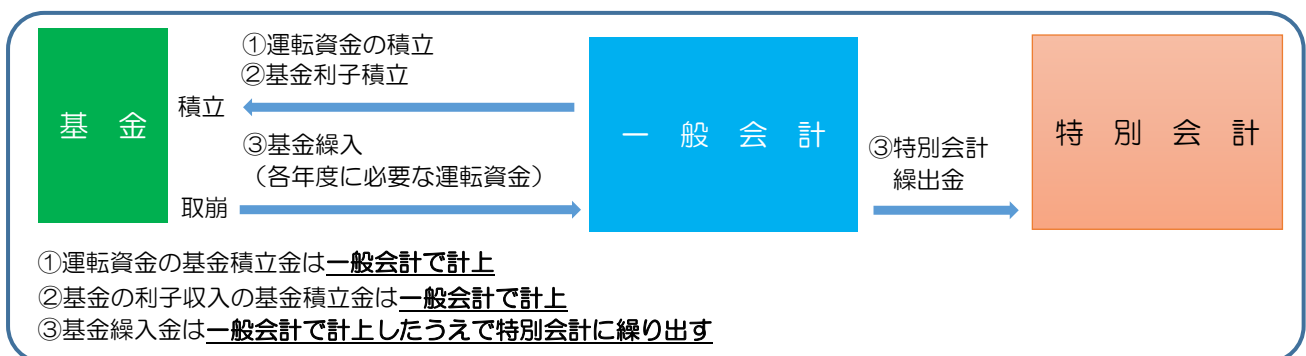 ①運転資金の積立
②基金利子積立
基 金
積立
③基金繰入
(各年度に必要な運転資金)
取崩
一 般 会 計
③特別会計
繰出金
特 別 会 計
①運転資金の基金積立金は一般会計で計上
②基金の利子収入の基金積立金は一般会計で計上
③基金繰入金は一般会計で計上したうえで特別会計に繰り出す